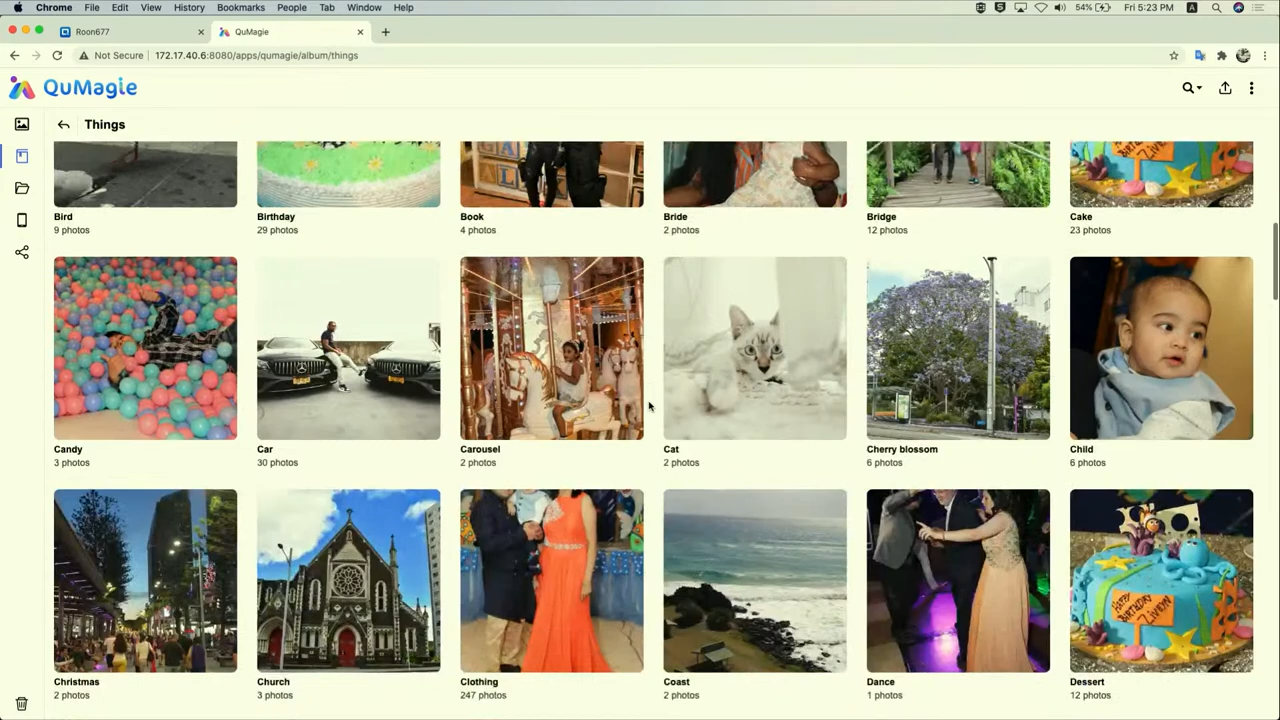 Chrome File Edit View History Bookmarks People Tab Window Help 54% Fri 5:23 PM A
Roon677 QuMagie
Not Secure 172.17.40.6:8080/apps/qumagie/album/things
QuMagie
Things
Bird Birthday Book Bride Bridge Cake
9 photos 29 photos 4 photos 2 photos 12 photos 23 photos
Candy Car Carousel Cat Cherry blossom Child
3 photos 30 photos 2 photos 2 photos 6 photos 6 photos
HAPPY
BIRTHDAY
Christmas Church Clothing Coast Dance Dessert
2 photos 3 photos 247 photos 2 photos 1 photos 12 photos